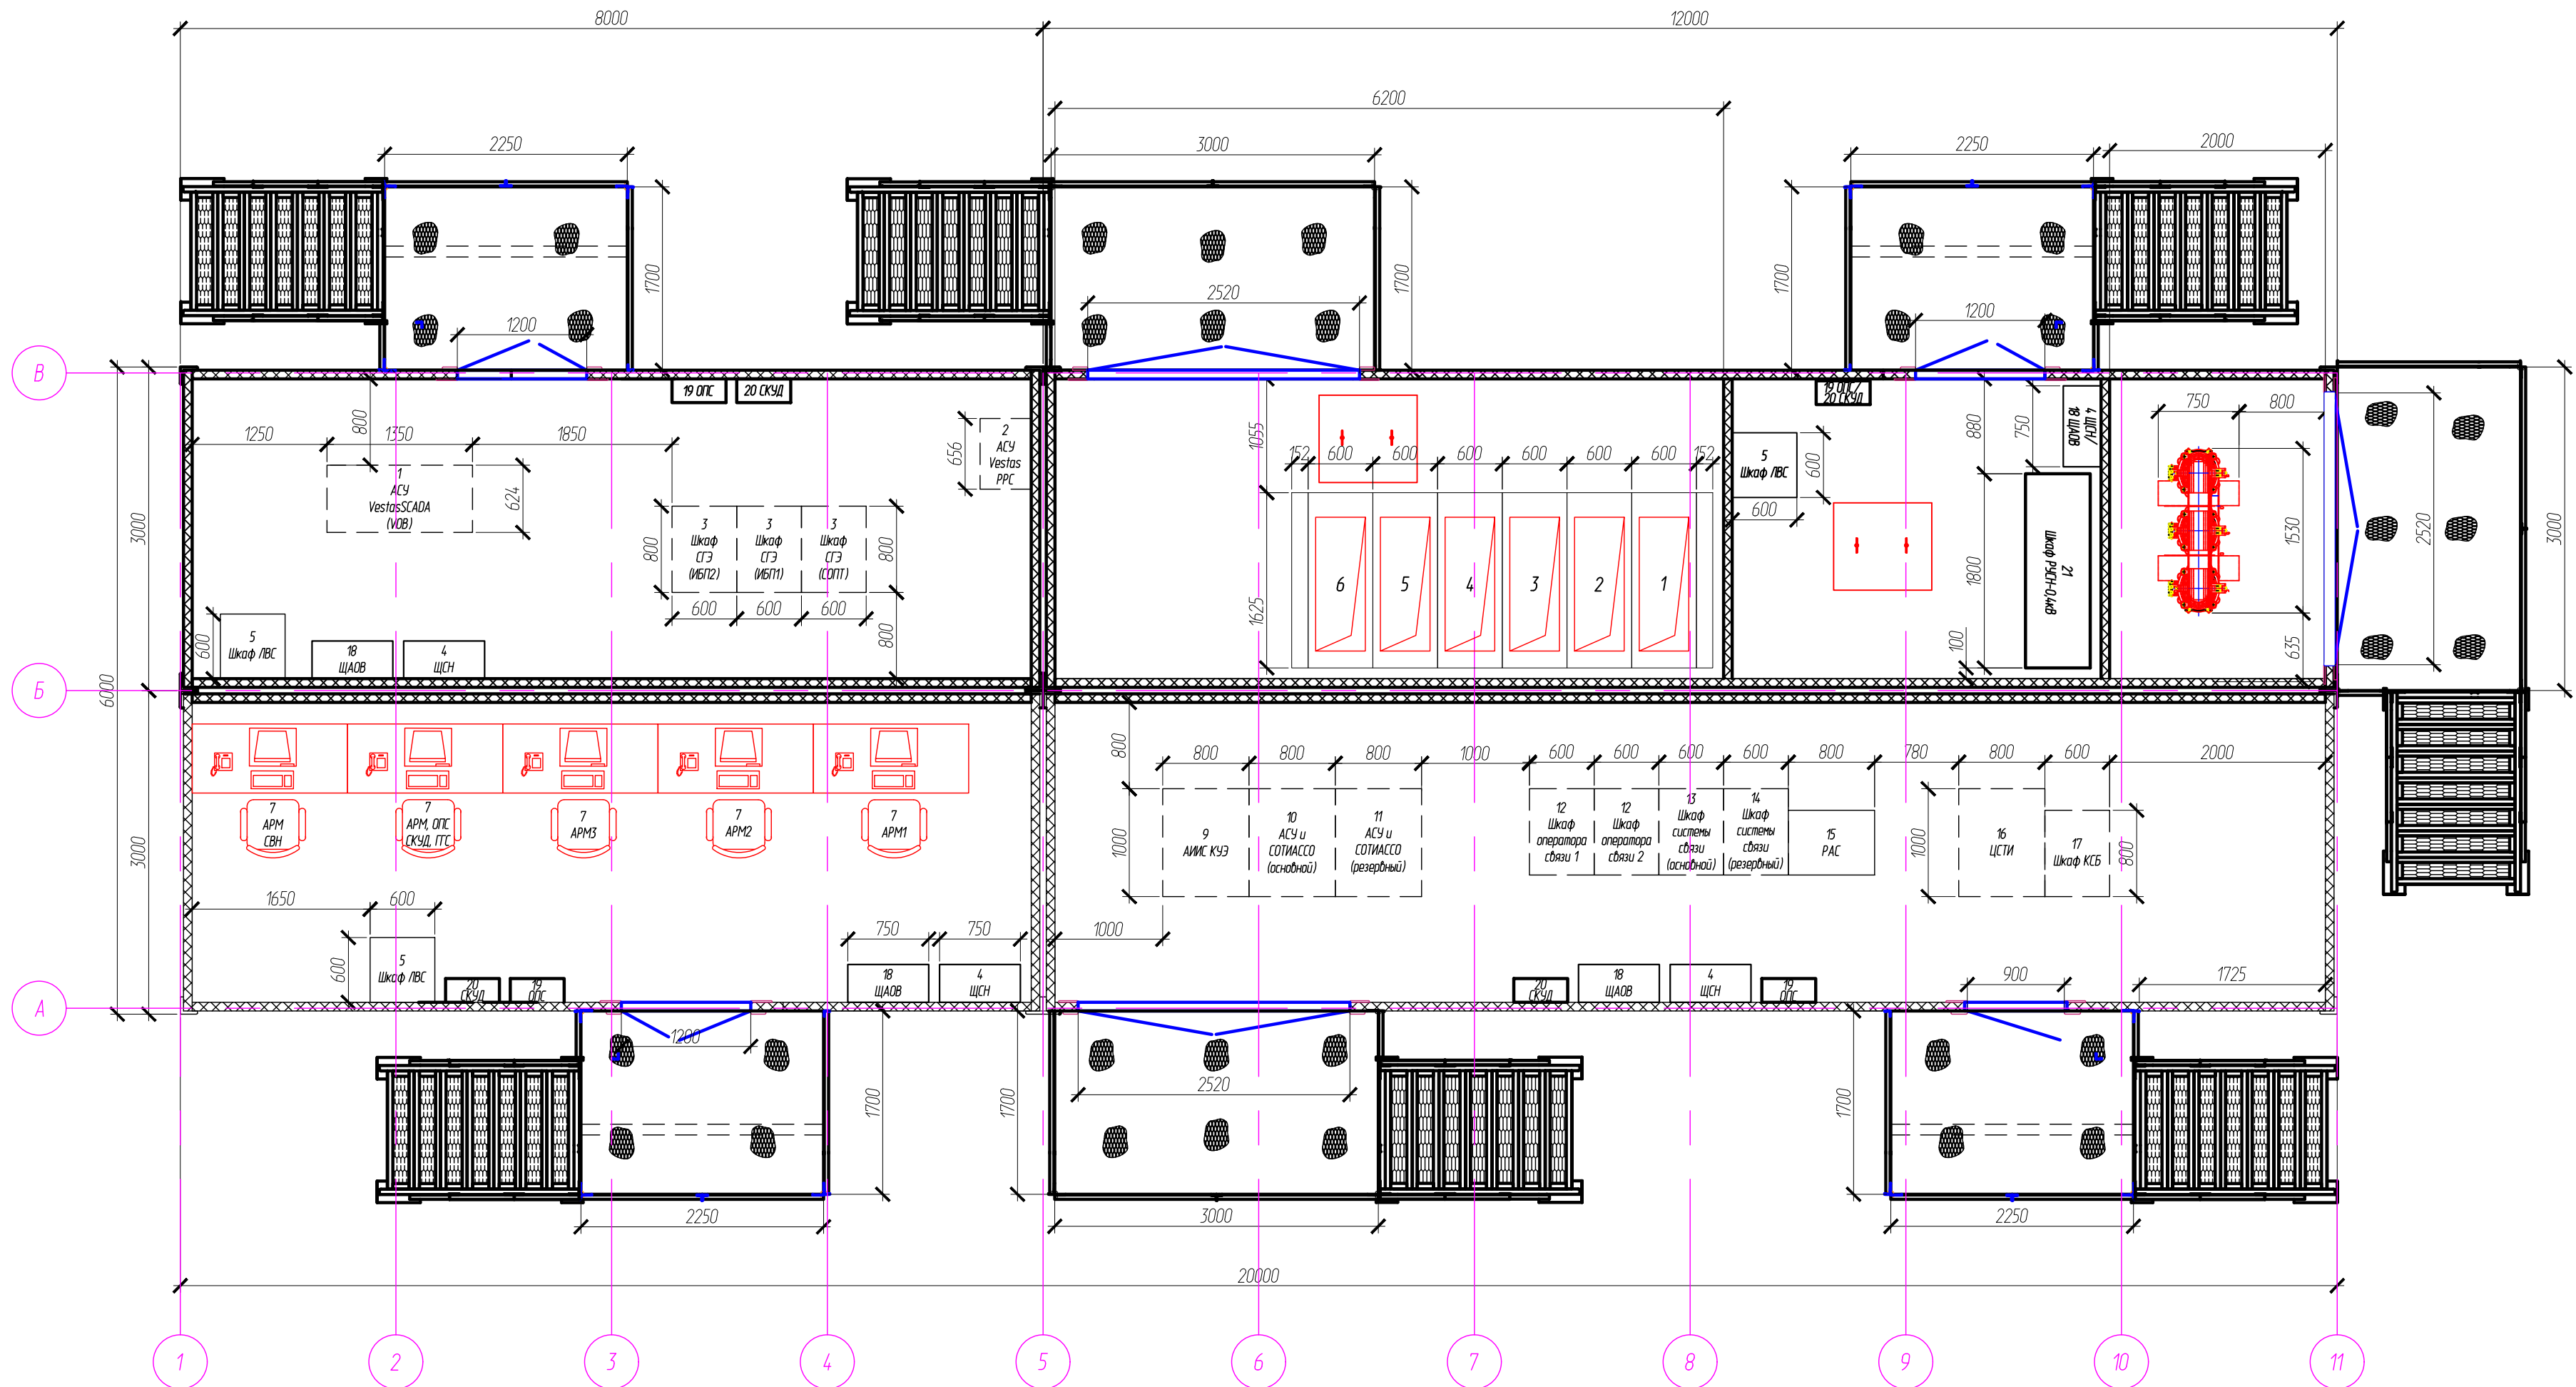 8000
12000
6200
2250
3000
2250
2000
1700
1700
1700
2520
1200
1200
В
19 ОПС
20 СКУД
19 ОПС/
20 СКУД
4 ЩСН/
18 ЩАОВ
800
1250
1350
1850
656
2
АСУ
Vestas
PPC
1
АСУ
VestasSCADA
(VOB)
624
3
Шкаф
СГЭ
(ИБП2)
3
Шкаф
СГЭ
(ИБП1)
3
Шкаф
СГЭ
(СОПТ)
800
800
600
600
600
800
600
5
Шкаф ЛВС
18
ЩАОВ
4
ЩСН
1055
152
600
600
600
600
600
600
152
1625
6
5
4
3
2
1
5
Шкаф ЛВС
600
600
880
750
1800
100
21
Шкаф РУСН-0,4кВ
750
800
1530
635
2520
3000
3000
6000
3000
Б
7
АРМ
СВН
7
АРМ, ОПС
СКУД, ГГС
7
АРМ3
7
АРМ2
7
АРМ1
1650
600
600
5
Шкаф ЛВС
20
СКУД
19
ОПС
750
750
18
ЩАОВ
4
ЩСН
800
800
800
800
1000
600
600
600
600
800
780
800
600
2000
1000
9
АИИС КУЭ
10
АСУ и
СОТИАССО
(основной)
11
АСУ и
СОТИАССО
(резервный)
12
Шкаф
оператора
связи 1
12
Шкаф
оператора
связи 2
13
Шкаф
системы
связи
(основной)
14
Шкаф
системы
связи
(резервный)
15
РАС
1000
16
ЦСТИ
17
Шкаф КСБ
800
1000
20
СКУД
18
ЩАОВ
4
ЩСН
19
ОПС
900
1725
А
1200
2520
1700
1700
1700
2250
3000
2250
20000
1
2
3
4
5
6
7
8
9
10
11